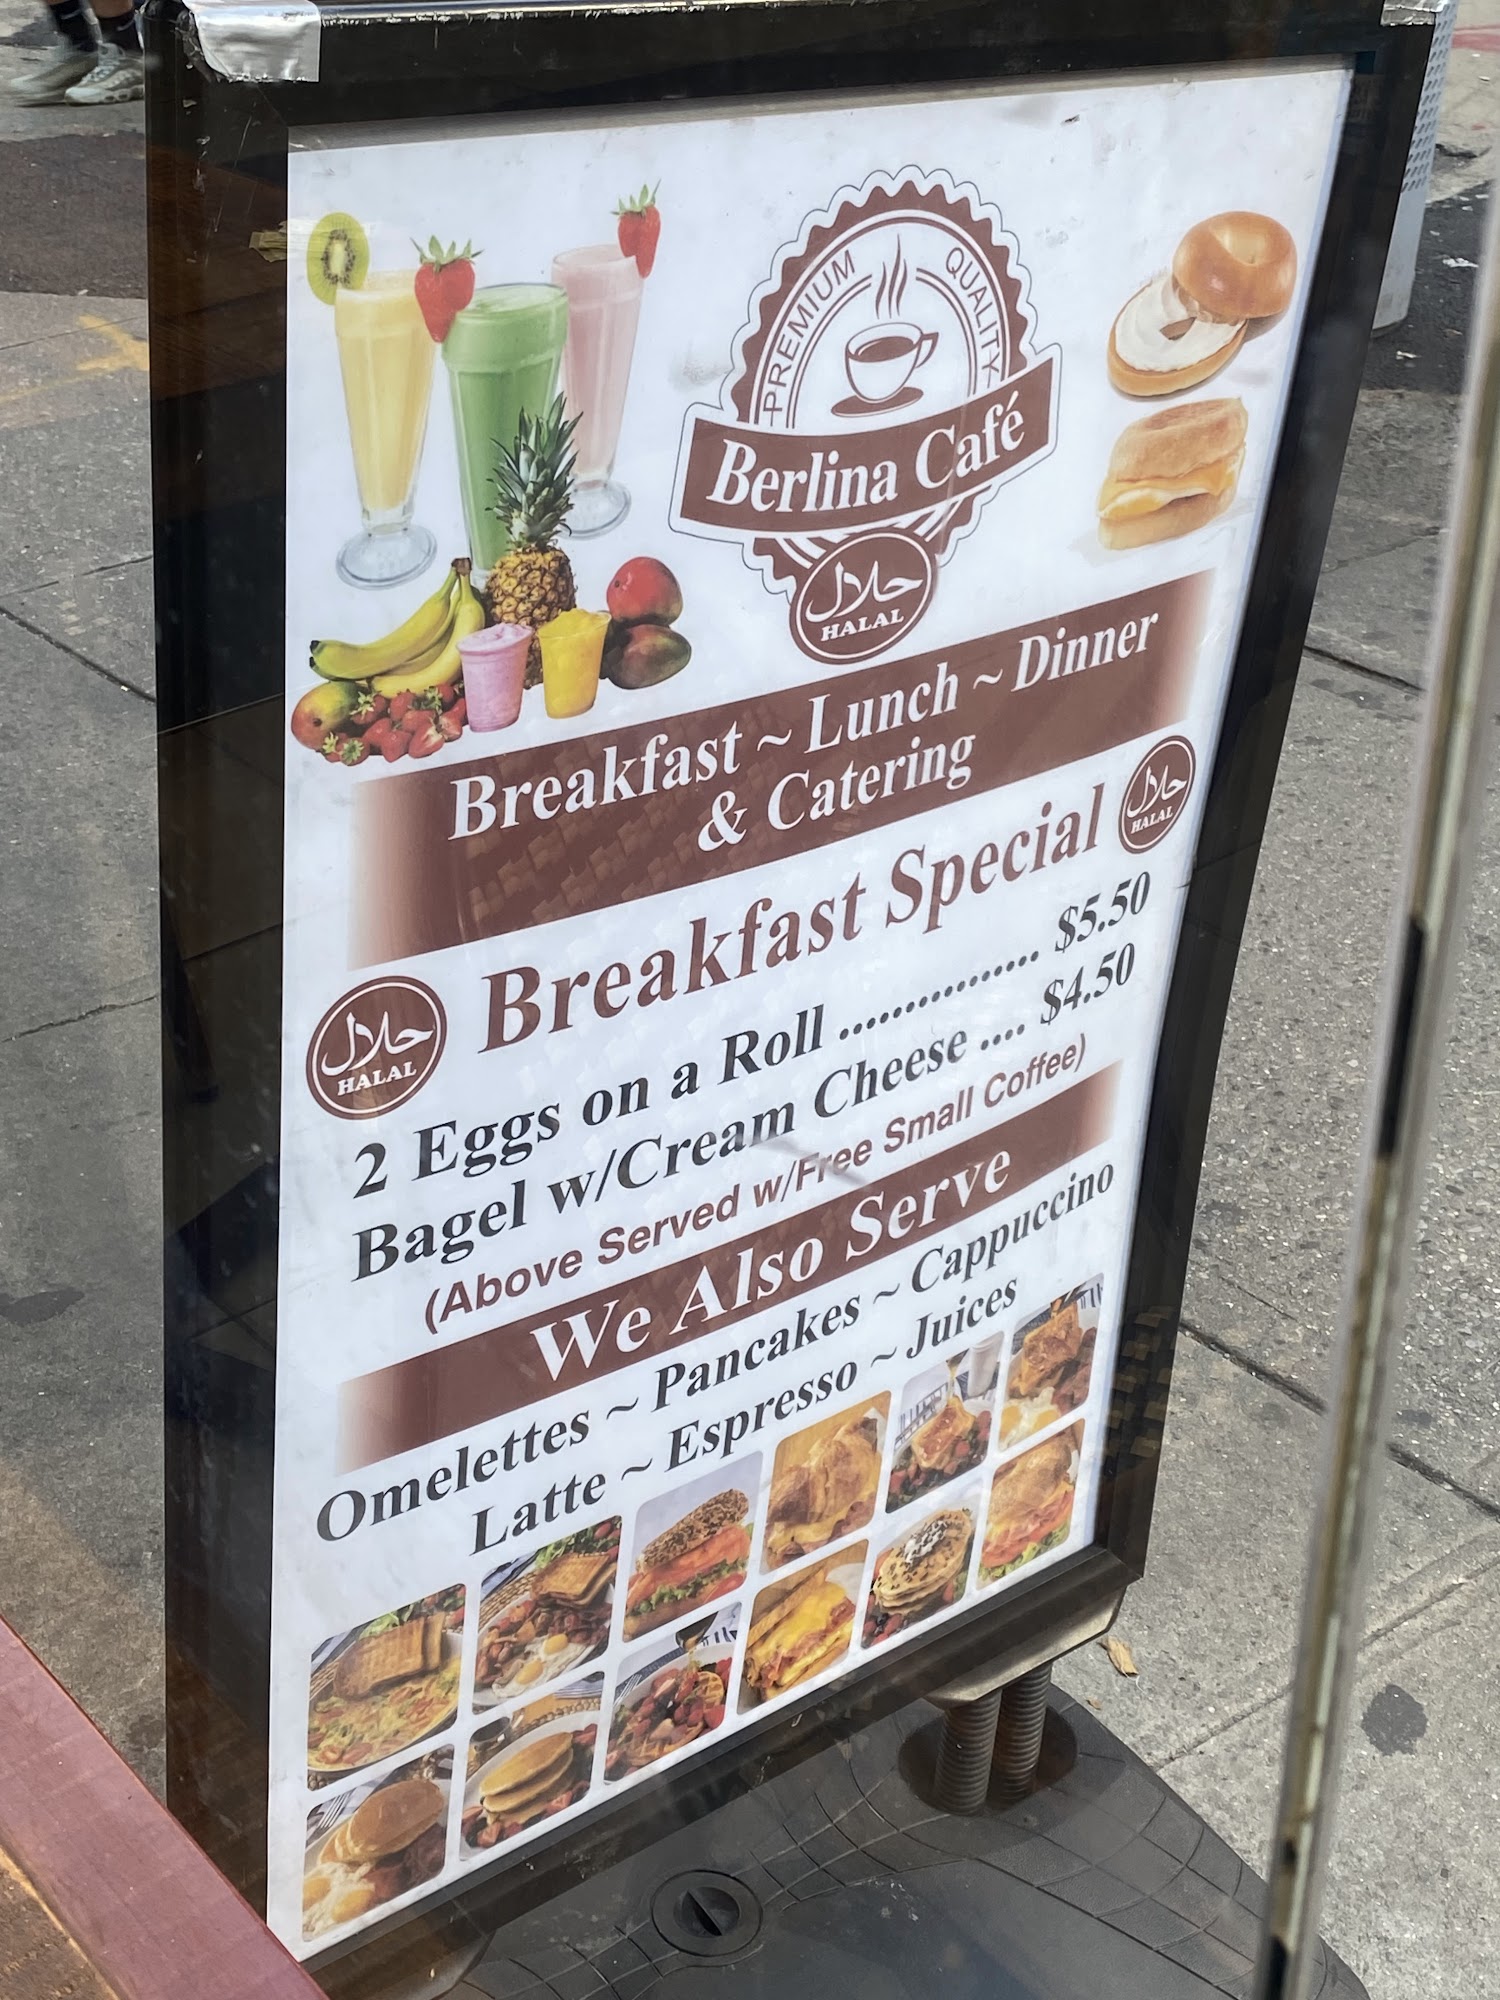 PREMIUM QUALITY
Berlina Café
حلال
HALAL
Breakfast ~ Lunch ~ Dinner
& Catering
Breakfast Special
حلال
HALAL
حلال
HALAL
2 Eggs on a Roll ................ $5.50
Bagel w/Cream Cheese .... $4.50
(Above Served w/Free Small Coffee)
We Also Serve
Omelettes ~ Pancakes ~ Cappuccino
Latte ~ Espresso ~ Juices